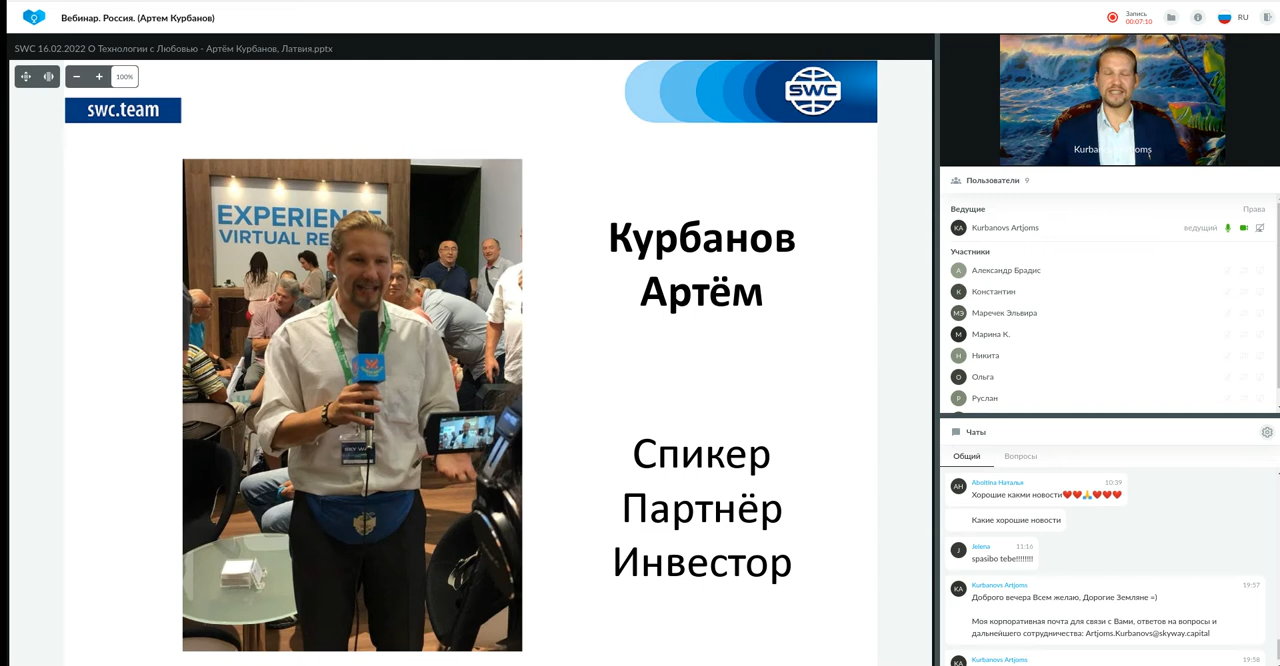 Вебинар. Россия. (Артем Курбанов)
Запись
00:07:10
RU
SWC 16.02.2022 О Технологии с Любовью - Артём Курбанов, Латвия.pptx
100%
swc.team
SWC
EXPERIENCE
VIRTUAL RE
SKY W
Курбанов
Артём
Спикер
Партнёр
Инвестор
Kurban oms
Пользователи 9
Ведущие
Права
KA
Kurbanovs Artjoms
ведущий
Участники
А
Александр Брадис
К
Константин
МЭ
Маречек Эльвира
М
Марина К.
Н
Никита
О
Ольга
Р
Руслан
Чаты
Общий
Вопросы
АН
Aboltina Наталья
10:39
Хорошие какми новости❤️❤️🙏❤️❤️❤️
Какие хорошие новости
J
Jelena
11:16
spasibo tebe!!!!!!!!
KA
Kurbanovs Artjoms
19:57
Доброго вечера Всем желаю, Дорогие Земляне =)
Моя корпоративная почта для связи с Вами, ответов на вопросы и
дальнейшего сотрудничества: Artjoms.Kurbanovs@skyway.capital
KA
Kurbanovs Artjoms
19:58